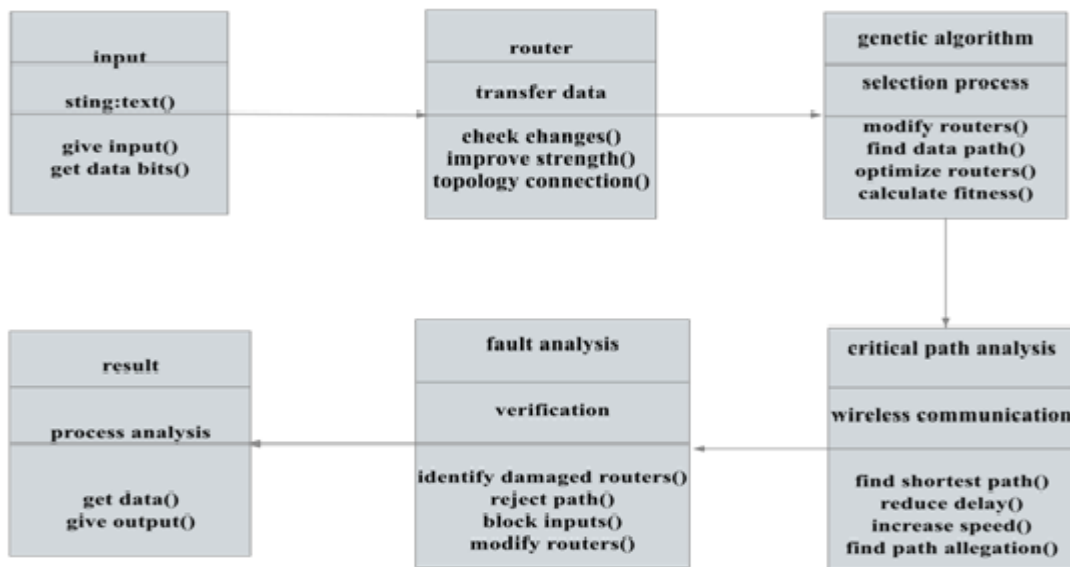 input
sting:text()
give input()
get data bits()
router
transfer data
check changes()
improve strength()
topology connection()
genetic algorithm
selection process
modify routers()
find data path()
optimize routers()
calculate fitness()
critical path analysis
wireless communication
find shortest path()
reduce delay()
increase speed()
find path allegation()
fault analysis
verification
identify damaged routers()
reject path()
block inputs()
modify routers()
result
process analysis
get data()
give output()